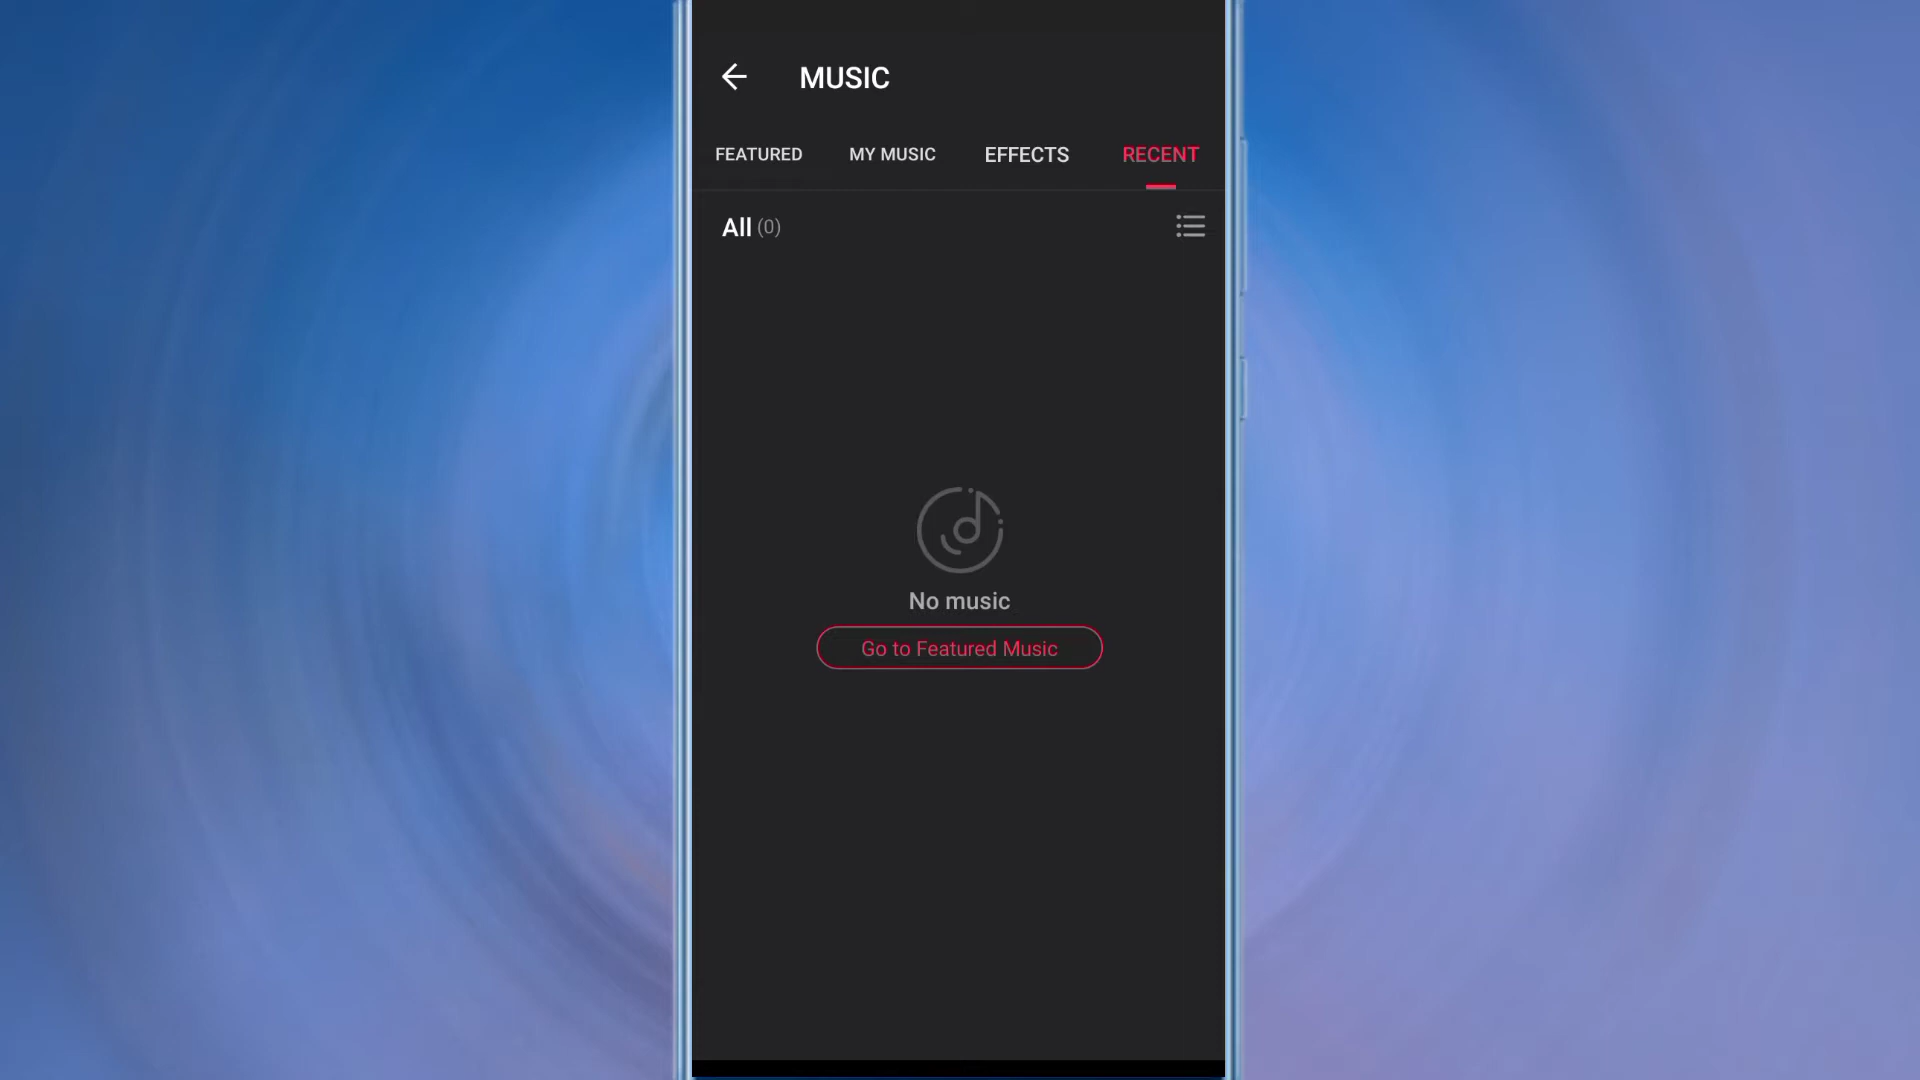 MUSIC
FEATURED MY MUSIC EFFECTS RECENT
All (0)
No music
Go to Featured Music